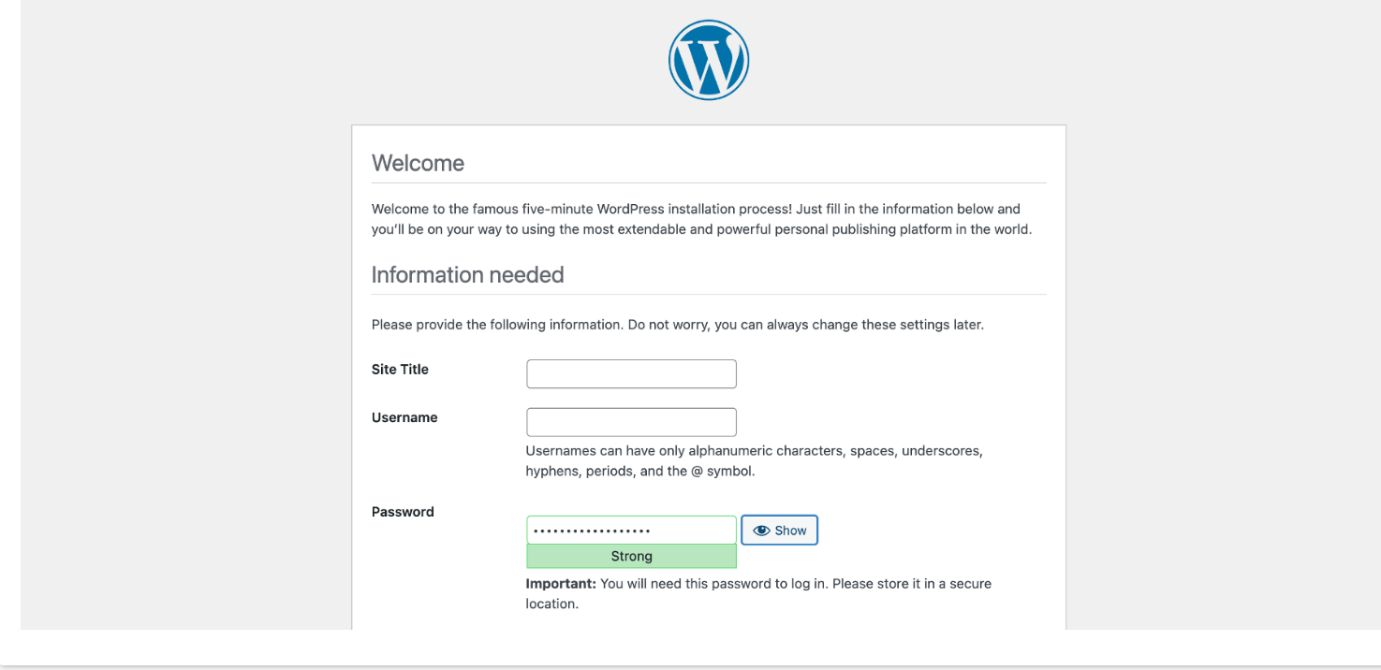 Welcome
Welcome to the famous five-minute WordPress installation process! Just fill in the information below and
you’ll be on your way to using the most extendable and powerful personal publishing platform in the world.
Information needed
Please provide the following information. Do not worry, you can always change these settings later.
Site Title
Username
Usernames can have only alphanumeric characters, spaces, underscores,
hyphens, periods, and the @ symbol.
Password
•••••••••••••••••• Show
Strong
Important: You will need this password to log in. Please store it in a secure
location.